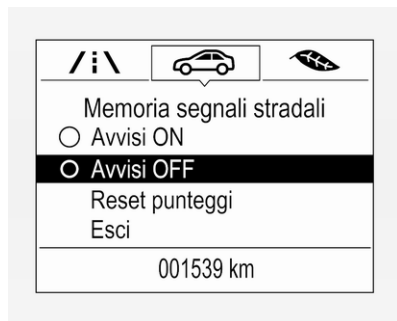 Memoria segnali stradali
Avvisi ON
Avvisi OFF
Reset punteggi
Esci
001539 km